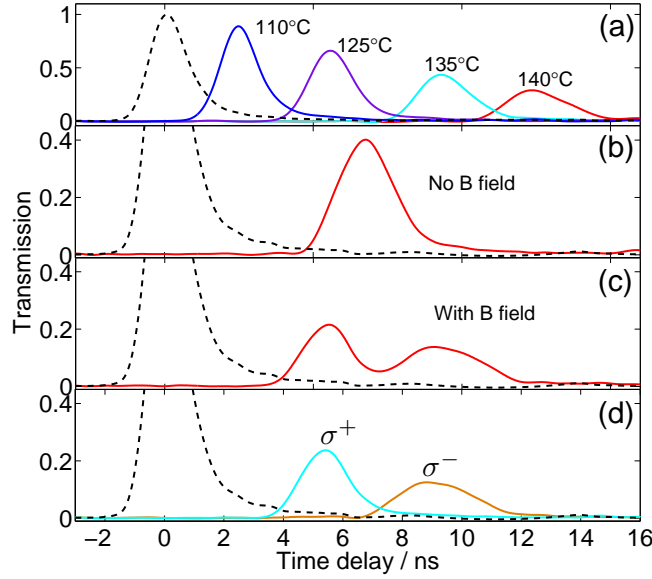 (a)
110°C
125°C
135°C
140°C
1
0.5
0
(b)
0.4
0.2
0
No B field
Transmission
(c)
0.4
0.2
0
With B field
(d)
0.4
0.2
0
σ+
σ−
−2 0 2 4 6 8 10 12 14 16
Time delay / ns